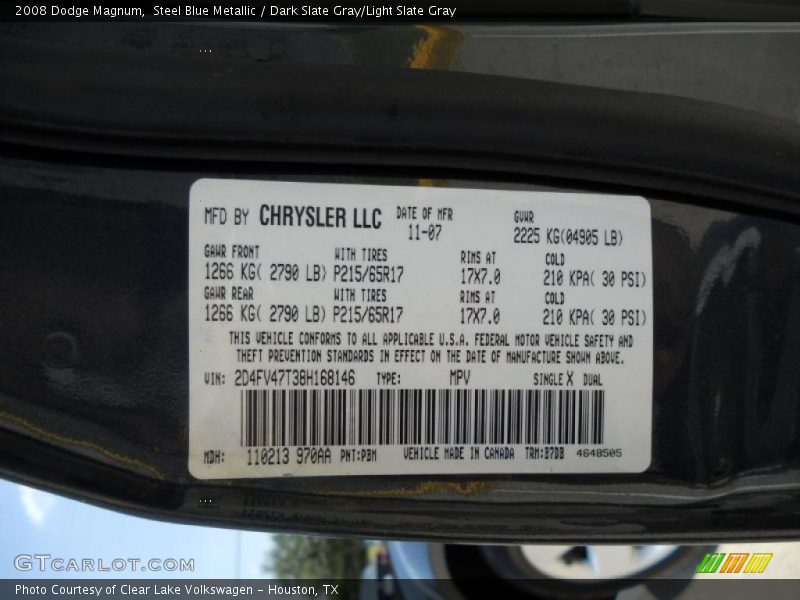 2008 Dodge Magnum,  Steel Blue Metallic / Dark Slate Gray/Light Slate Gray
MFD BY CHRYSLER LLC DATE OF MFR GVWR
11-07 2225 KG(04905 LB)
GAWR FRONT WITH TIRES RIMS AT COLD
1266 KG( 2790 LB) P215/65R17 17X7.0 210 KPA( 30 PSI)
GAWR REAR WITH TIRES RIMS AT COLD
1266 KG( 2790 LB) P215/65R17 17X7.0 210 KPA( 30 PSI)
THIS VEHICLE CONFORMS TO ALL APPLICABLE U.S.A. FEDERAL MOTOR VEHICLE SAFETY AND
THEFT PREVENTION STANDARDS IN EFFECT ON THE DATE OF MANUFACTURE SHOWN ABOVE.
VIN: 2D4FV47T38H168146 TYPE: MPV SINGLE X DUAL
MDH: 110213 970AA PNT:PBM VEHICLE MADE IN CANADA TRM:B7DB 4648505
GTCarLot.com
Photo Courtesy of Clear Lake Volkswagen - Houston, TX